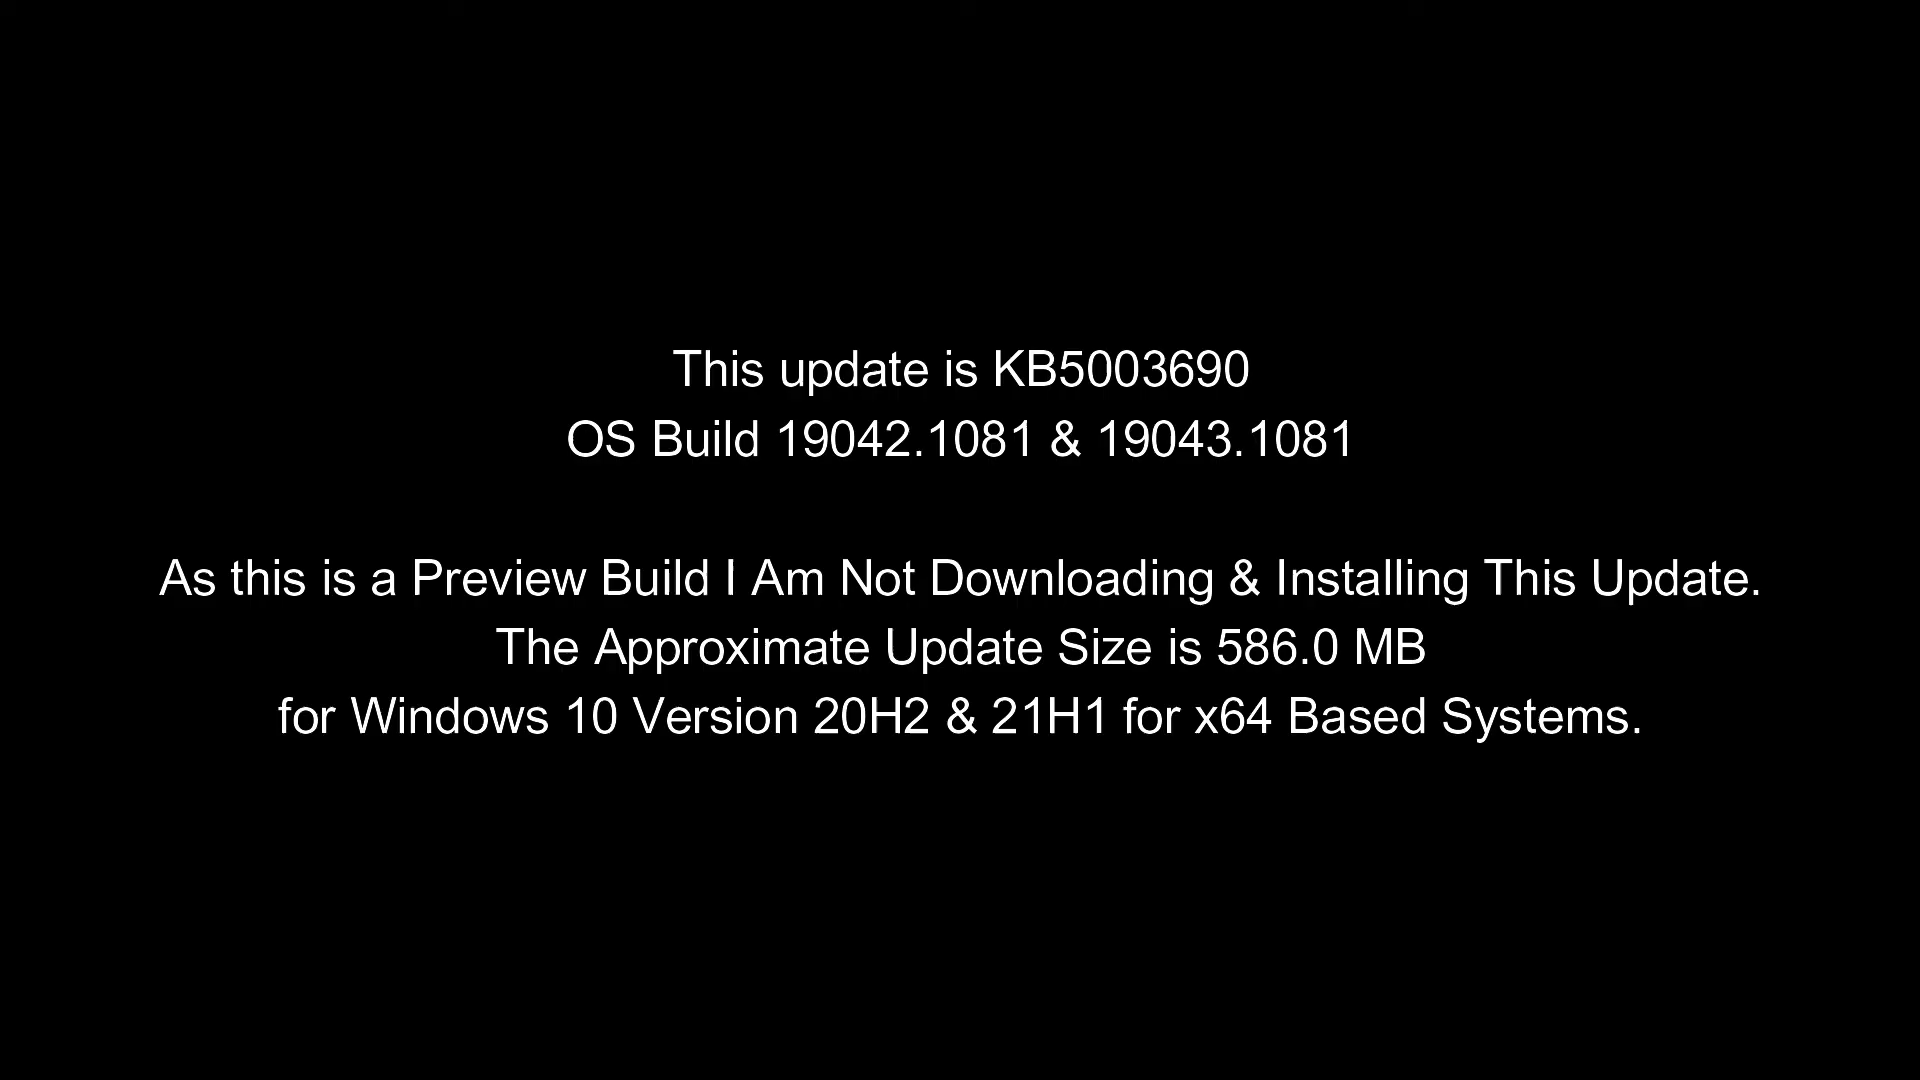 This update is KB5003690
OS Build 19042.1081 & 19043.1081
As this is a Preview Build I Am Not Downloading & Installing This Update.
The Approximate Update Size is 586.0 MB
for Windows 10 Version 20H2 & 21H1 for x64 Based Systems.